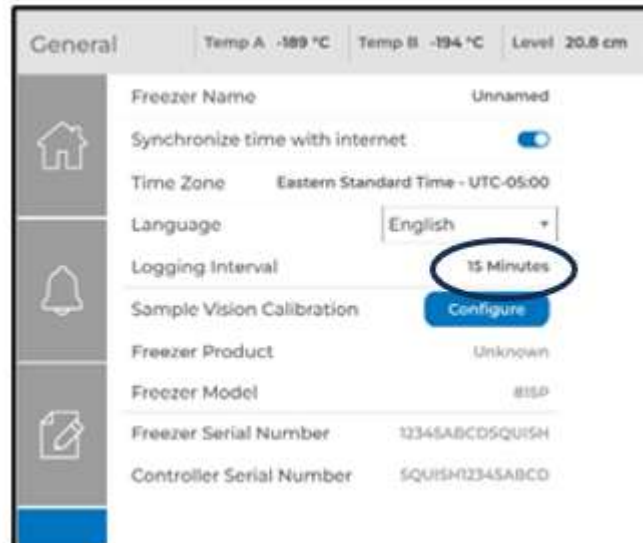 General Temp A -189 °C Temp B -194 °C Level 20.8 cm
Freezer Name Unnamed
Synchronize time with internet
Time Zone Eastern Standard Time - UTC-05:00
Language English
Logging Interval 15 Minutes
Sample Vision Calibration Configure
Freezer Product Unknown
Freezer Model 815P
Freezer Serial Number 12345ABCDSQUISH
Controller Serial Number SQUISH12345ABCD